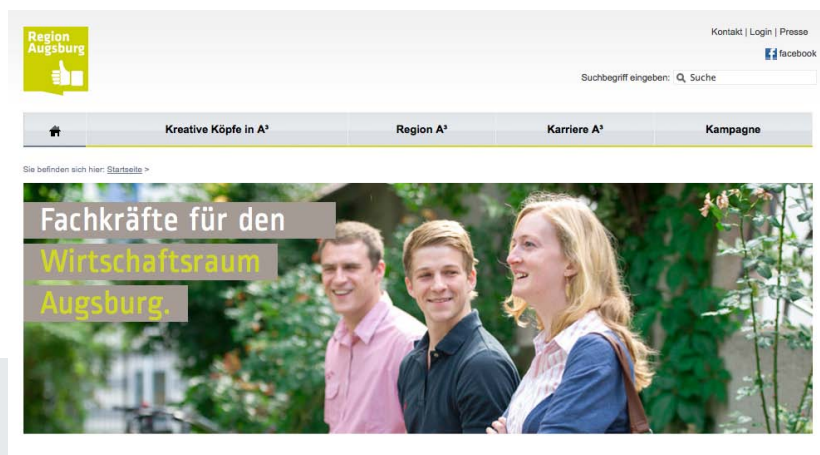 Region
Augsburg
Kontakt | Login | Presse
facebook
Suchbegriff eingeben: Suche
Kreative Köpfe in A³ Region A³ Karriere A³ Kampagne
Sie befinden sich hier: Startseite >
Fachkräfte für den
Wirtschaftsraum
Augsburg.